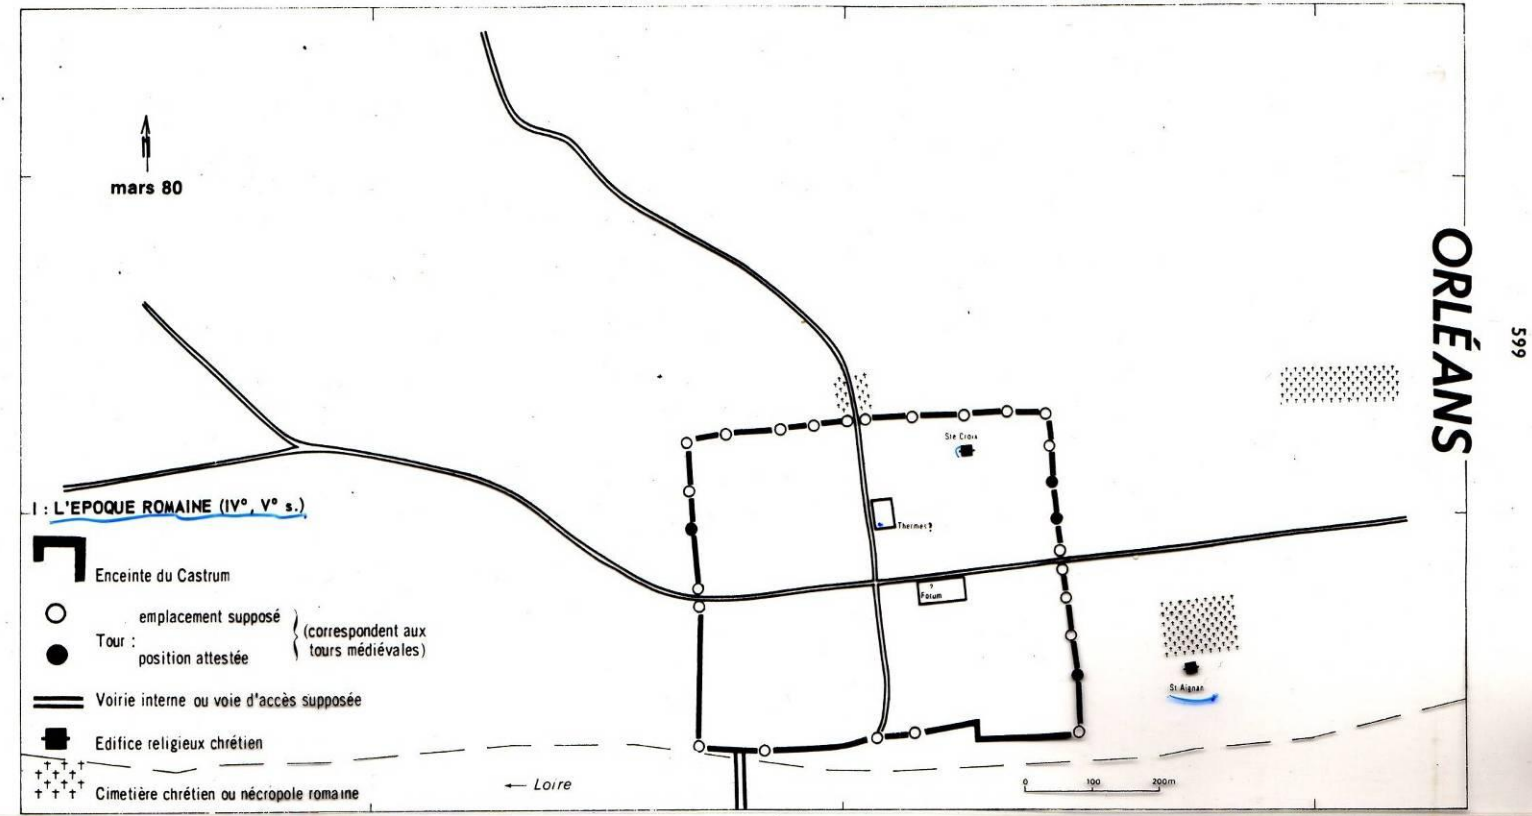 N
mars 80
ORLÉANS
599
Ste Croix
Thermes?
?
Forum
St Aignan
I : L'EPOQUE ROMAINE (IV°, V° s.)
Enceinte du Castrum
Tour :
emplacement supposé
position attestée
(correspondent aux
tours médiévales)
Voirie interne ou voie d'accès supposée
Edifice religieux chrétien
Cimetière chrétien ou nécropole romaine
← Loire
0 100 200m